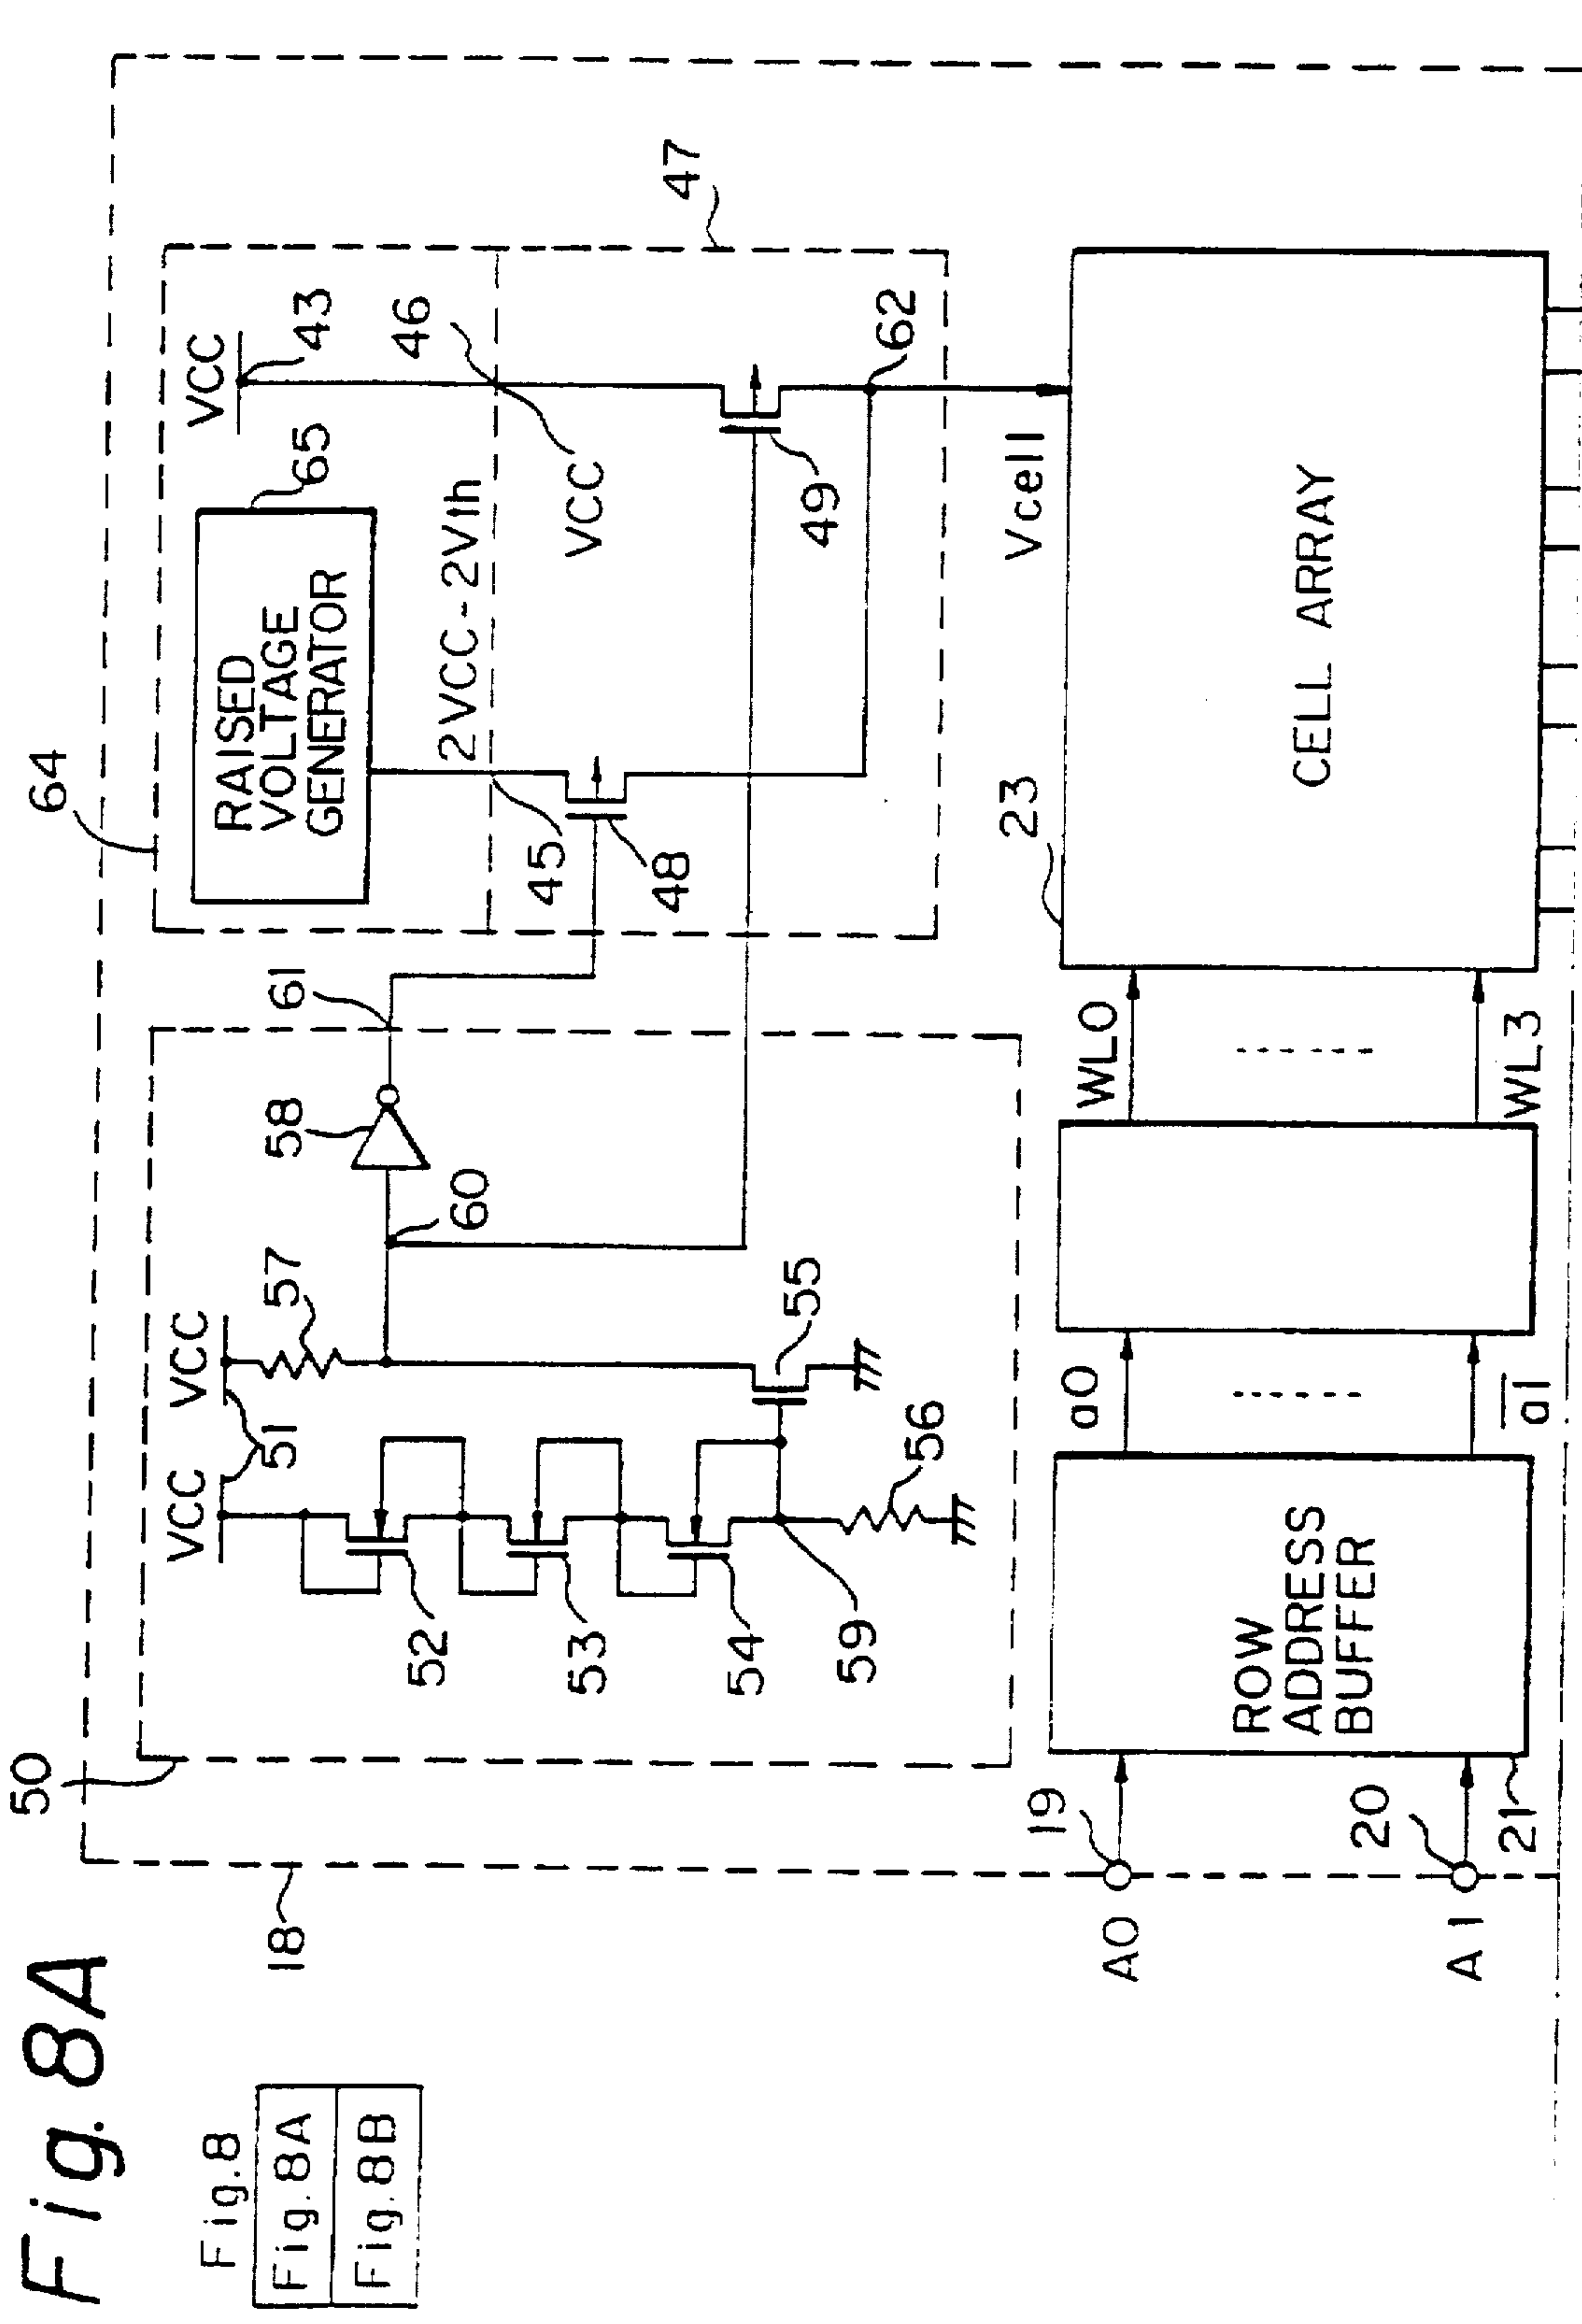 Fig. 8A
Fig.8
Fig.8A
Fig.8B
18
50
64
VCC
VCC
51
57
52
53
54
55
56
58
59
60
61
RAISED
VOLTAGE
GENERATOR
65
VCC
43
2VCC-2Vth
45
46
VCC
47
48
49
62
Vcell
A0
19
A1
20
ROW
ADDRESS
BUFFER
21
a0
a1
WL0
WL3
23
CELL ARRAY